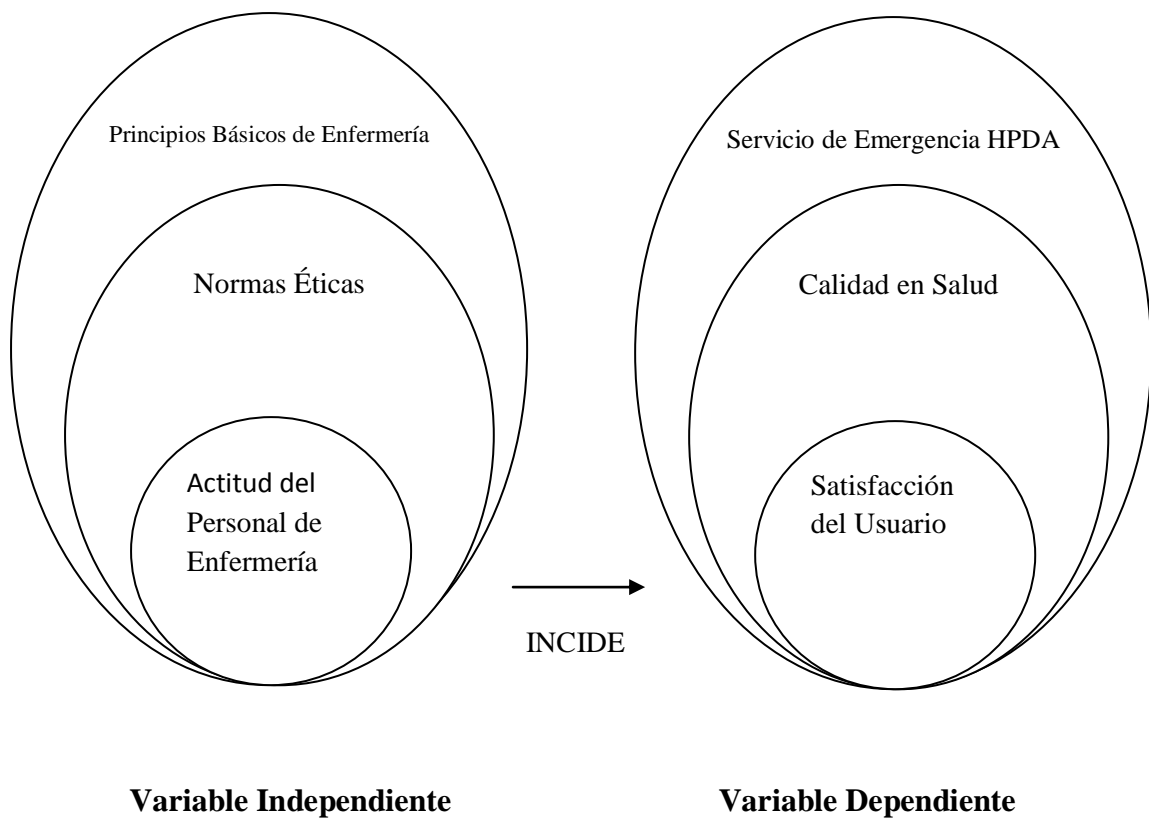 Principios Básicos de Enfermería
Normas Éticas
Actitud del
Personal de
Enfermería
INCIDE
Servicio de Emergencia HPDA
Calidad en Salud
Satisfacción
del Usuario
Variable Independiente
Variable Dependiente